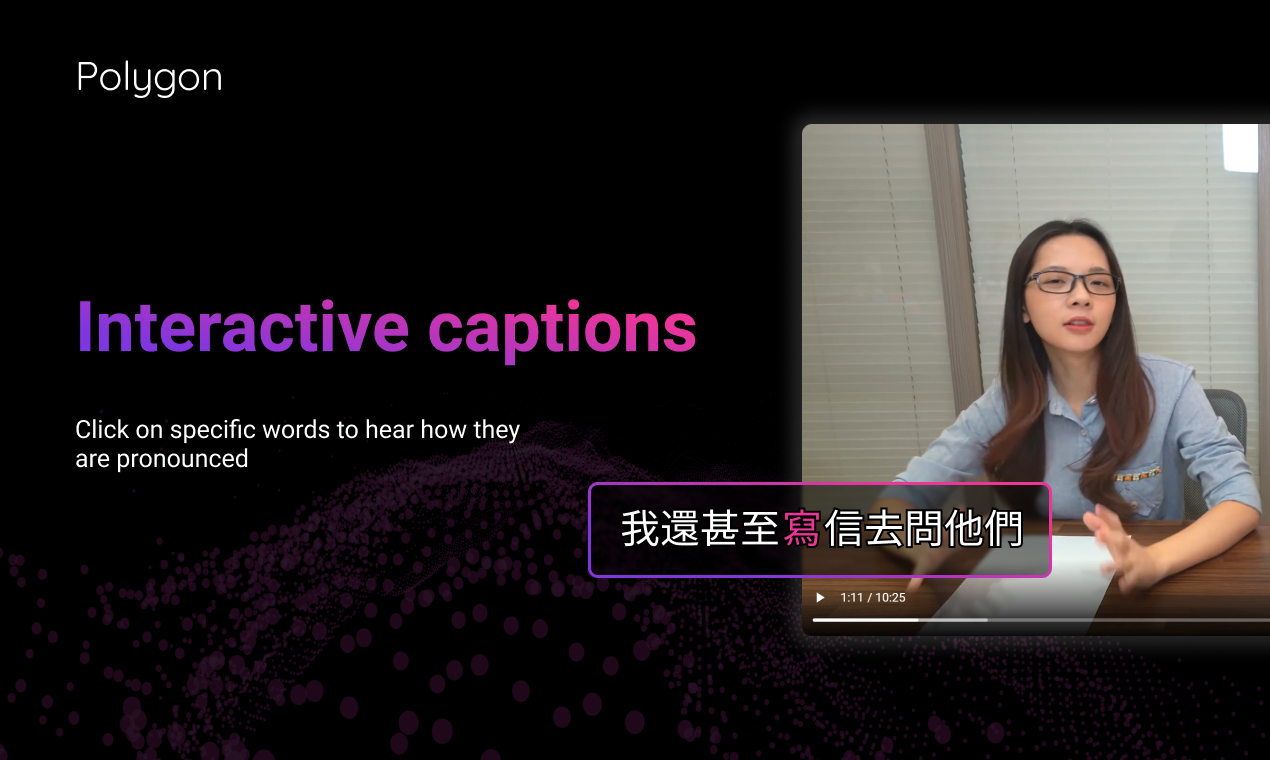 Polygon
Interactive captions
Click on specific words to hear how they
are pronounced
我還甚至寫信去問他們
1:11 / 10:25